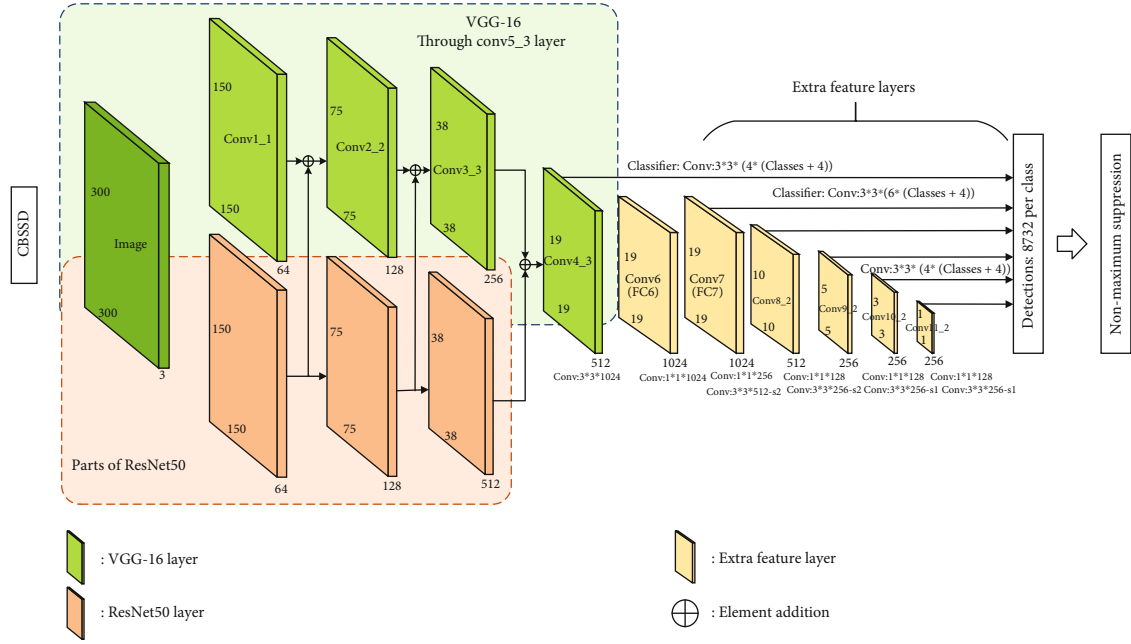 CBSSD
VGG-16
Through conv5_3 layer
300
Image
300
3
150
Conv1_1
150
64
75
Conv2_2
75
128
38
Conv3_3
38
256
19
Conv4_3
19
512
Conv:3*3*1024
150
150
64
75
75
128
38
38
512
Parts of ResNet50
Extra feature layers
Classifier: Conv:3*3* (4* (Classes + 4))
Classifier: Conv:3*3*(6* (Classes + 4))
Conv:3*3* (4* (Classes + 4))
19
Conv6
(FC6)
19
1024
Conv:1*1*1024
19
Conv7
(FC7)
19
1024
Conv:1*1*256
Conv:3*3*512-s2
10
Conv8_2
10
512
Conv:1*1*128
Conv:3*3*256-s2
5
Conv9_2
5
256
Conv:1*1*128
Conv:3*3*256-s1
3
Conv10_2
3
256
Conv:1*1*128
Conv:3*3*256-s1
1
Conv11_2
1
256
Detections: 8732 per class
Non-maximum suppression
: VGG-16 layer
: ResNet50 layer
: Extra feature layer
: Element addition